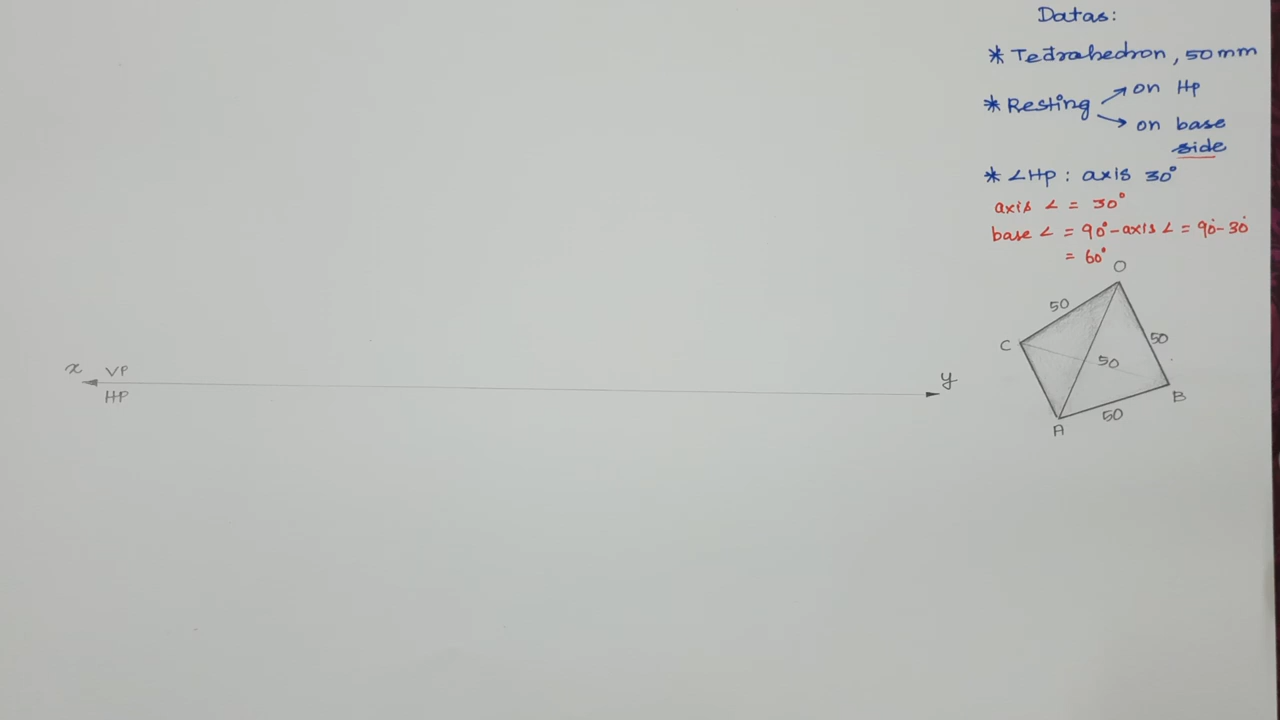 Datas:
* Tetrahedron, 50mm
* Resting → on Hp
→ on base
side
* ∠Hp: axis 30°
axis ∠ = 30°
base ∠ = 90° - axis ∠ = 90° - 30°
= 60°
O
50
50
C
50
B
50
A
x VP
HP
y